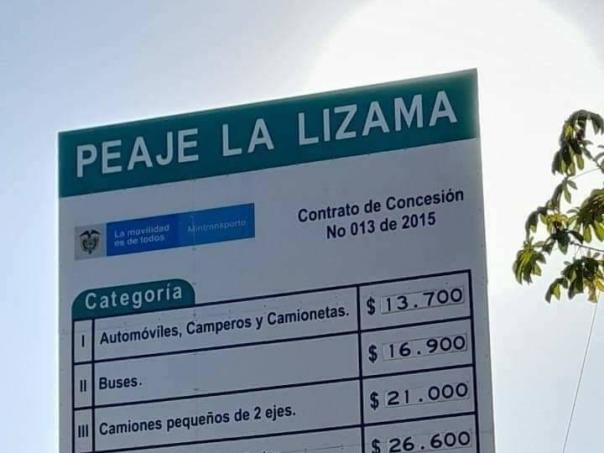 PEAJE LA LIZAMA
La movilidad
es de todos
Mintransporte
Contrato de Concesión
No 013 de 2015
Categoría
I Automóviles, Camperos y Camionetas. $ 13.700
II Buses. $ 16.900
III Camiones pequeños de 2 ejes. $ 21.000
$ 26.600